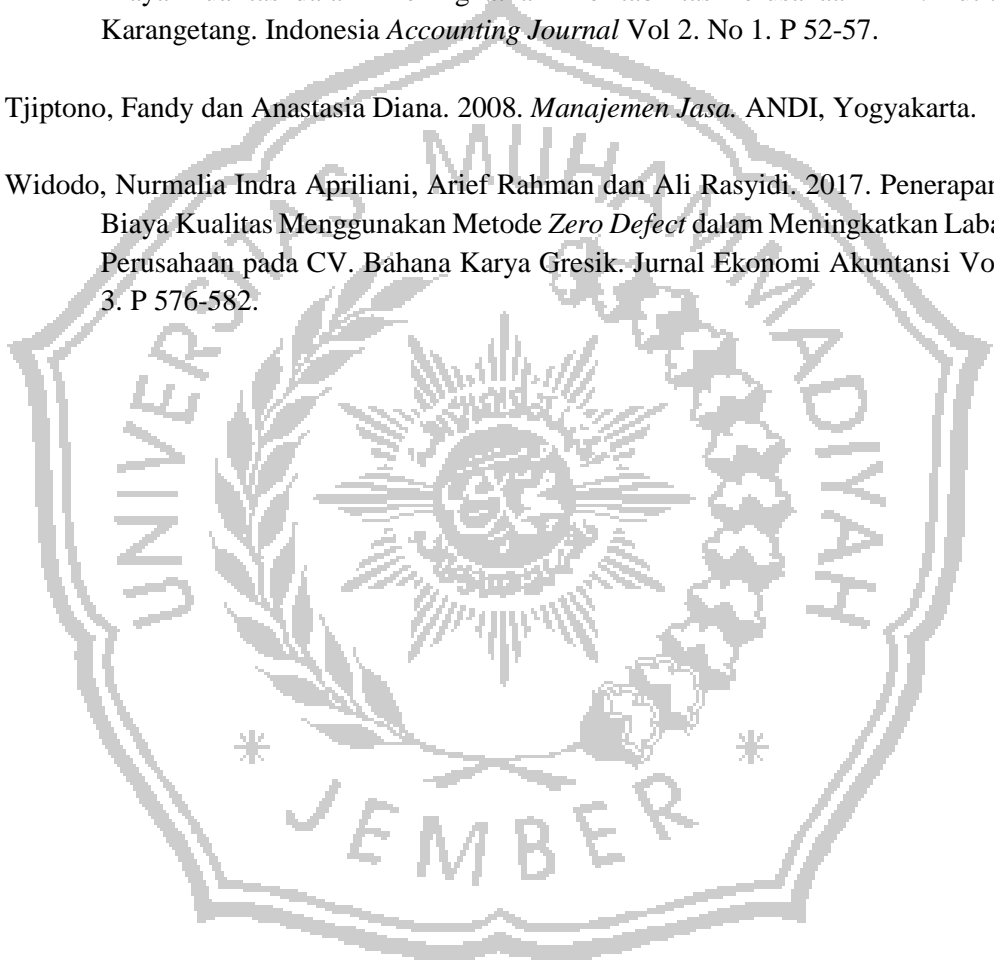 Karangetang. Indonesia Accounting Journal Vol 2. No 1. P 52-57.
Tjiptono, Fandy dan Anastasia Diana. 2008. Manajemen Jasa. ANDI, Yogyakarta.
Widodo, Nurmalia Indra Apriliani, Arief Rahman dan Ali Rasyidi. 2017. Penerapan
Biaya Kualitas Menggunakan Metode Zero Defect dalam Meningkatkan Laba
Perusahaan pada CV. Bahana Karya Gresik. Jurnal Ekonomi Akuntansi Vo
3. P 576-582.
UNIVERSITAS MUHAMMADIYAH
JEMBER